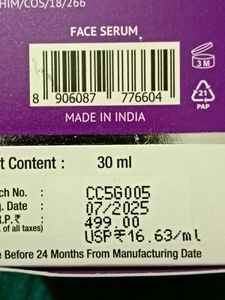 HIM/COS/18/266
FACE SERUM
3 M
8 906087 776604
21
PAP
MADE IN INDIA
t Content : 30 ml
ch No. : CC5G005
g. Date : 07/2025
.R.P.₹ : 499.00
. of all taxes) USP₹16.63/ml
e Before 24 Months From Manufacturing Date